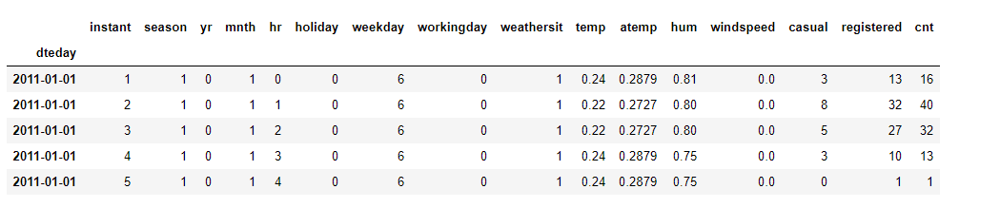 instant season yr mnth hr holiday weekday workingday weathersit temp atemp hum windspeed casual registered cnt
dteday
2011-01-01 1 1 0 1 0 0 6 0 1 0.24 0.2879 0.81 0.0 3 13 16
2011-01-01 2 1 0 1 1 0 6 0 1 0.22 0.2727 0.80 0.0 8 32 40
2011-01-01 3 1 0 1 2 0 6 0 1 0.22 0.2727 0.80 0.0 5 27 32
2011-01-01 4 1 0 1 3 0 6 0 1 0.24 0.2879 0.75 0.0 3 10 13
2011-01-01 5 1 0 1 4 0 6 0 1 0.24 0.2879 0.75 0.0 0 1 1